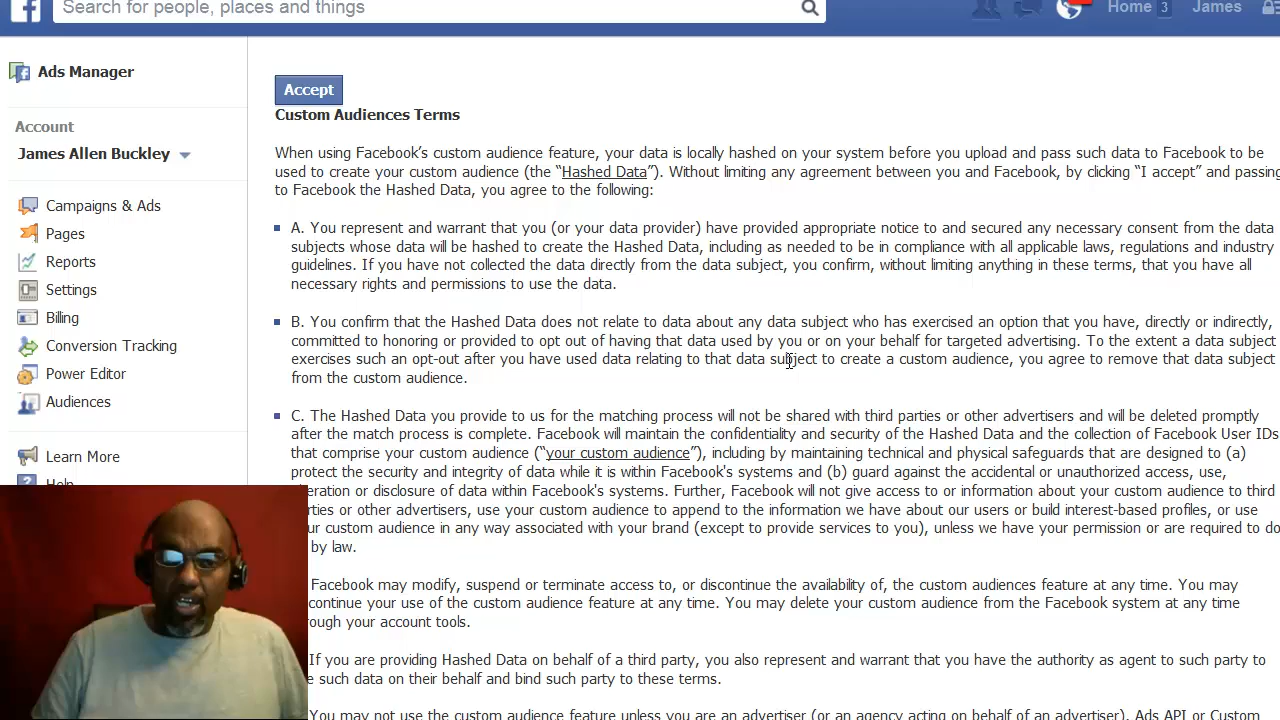 f Search for people, places and things Home 3 James
Ads Manager
Account
James Allen Buckley
Campaigns & Ads
Pages
Reports
Settings
Billing
Conversion Tracking
Power Editor
Audiences
Learn More
Help
Accept
Custom Audiences Terms
When using Facebook's custom audience feature, your data is locally hashed on your system before you upload and pass such data to Facebook to be
used to create your custom audience (the “Hashed Data”). Without limiting any agreement between you and Facebook, by clicking “I accept” and passing
to Facebook the Hashed Data, you agree to the following:
A. You represent and warrant that you (or your data provider) have provided appropriate notice to and secured any necessary consent from the data
subjects whose data will be hashed to create the Hashed Data, including as needed to be in compliance with all applicable laws, regulations and industry
guidelines. If you have not collected the data directly from the data subject, you confirm, without limiting anything in these terms, that you have all
necessary rights and permissions to use the data.
B. You confirm that the Hashed Data does not relate to data about any data subject who has exercised an option that you have, directly or indirectly,
committed to honoring or provided to opt out of having that data used by you or on your behalf for targeted advertising. To the extent a data subject
exercises such an opt-out after you have used data relating to that data subject to create a custom audience, you agree to remove that data subject
from the custom audience.
C. The Hashed Data you provide to us for the matching process will not be shared with third parties or other advertisers and will be deleted promptly
after the match process is complete. Facebook will maintain the confidentiality and security of the Hashed Data and the collection of Facebook User IDs
that comprise your custom audience (“your custom audience”), including by maintaining technical and physical safeguards that are designed to (a)
protect the security and integrity of data while it is within Facebook's systems and (b) guard against the accidental or unauthorized access, use,
eration or disclosure of data within Facebook's systems. Further, Facebook will not give access to or information about your custom audience to third
rties or other advertisers, use your custom audience to append to the information we have about our users or build interest-based profiles, or use
ur custom audience in any way associated with your brand (except to provide services to you), unless we have your permission or are required to do
by law.
Facebook may modify, suspend or terminate access to, or discontinue the availability of, the custom audiences feature at any time. You may
continue your use of the custom audience feature at any time. You may delete your custom audience from the Facebook system at any time
rough your account tools.
If you are providing Hashed Data on behalf of a third party, you also represent and warrant that you have the authority as agent to such party to
e such data on their behalf and bind such party to these terms.
You may not use the custom audience feature unless you are an advertiser (or an agency acting on behalf of an advertiser), Ads API or Custom